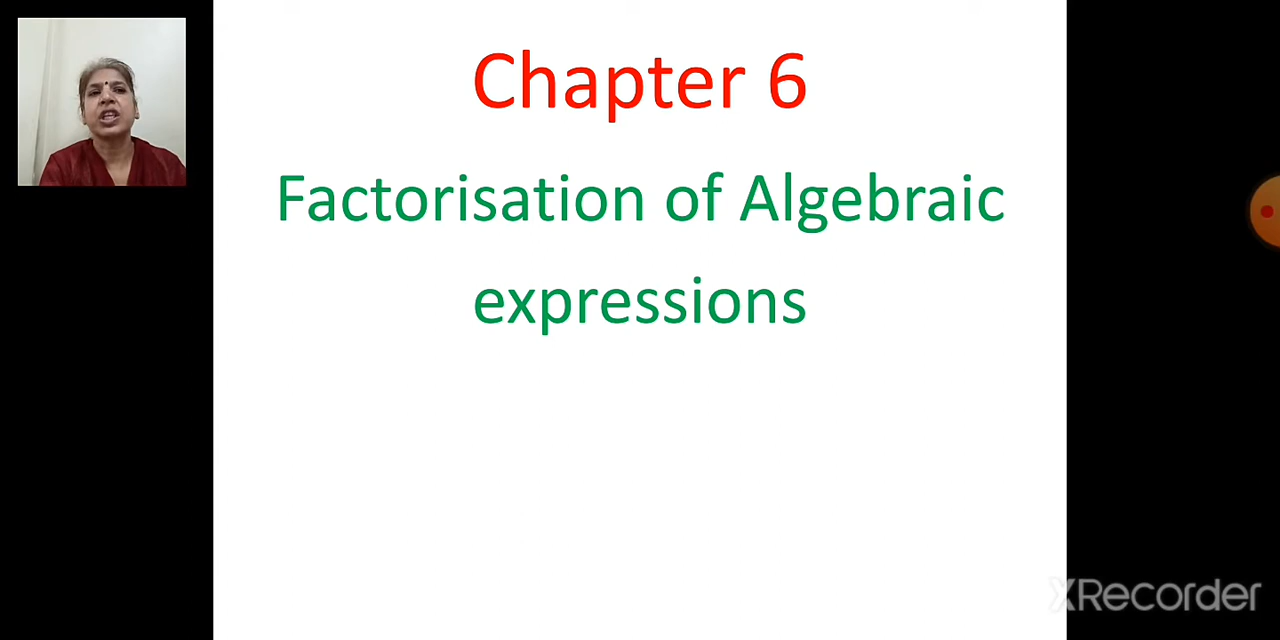 Chapter 6
Factorisation of Algebraic
expressions
XRecorder